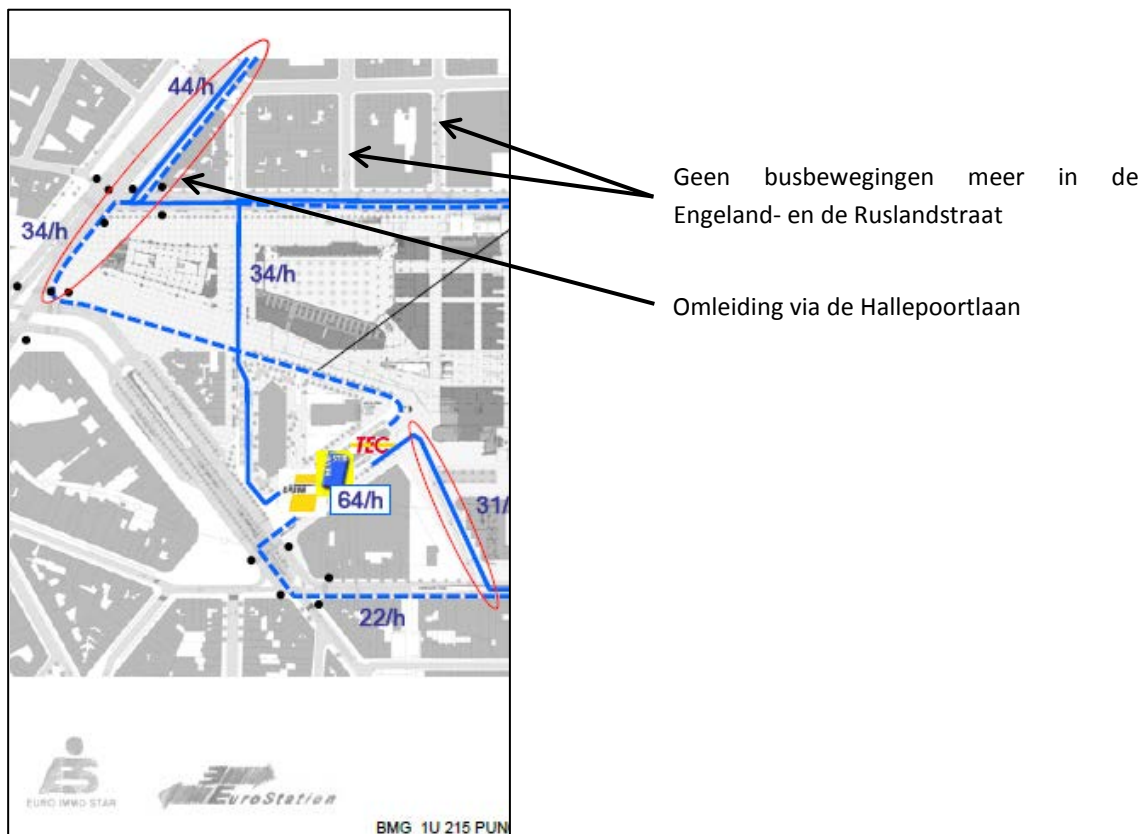 44/h
34/h
Geen busbewegingen meer in de
Engeland- en de Ruslandstraat
34/h
Omleiding via de Hallepoortlaan
TEC
64/h
31/
22/h
EURO IMMO STAR
EuroStation
BMG 1U 215 PUN